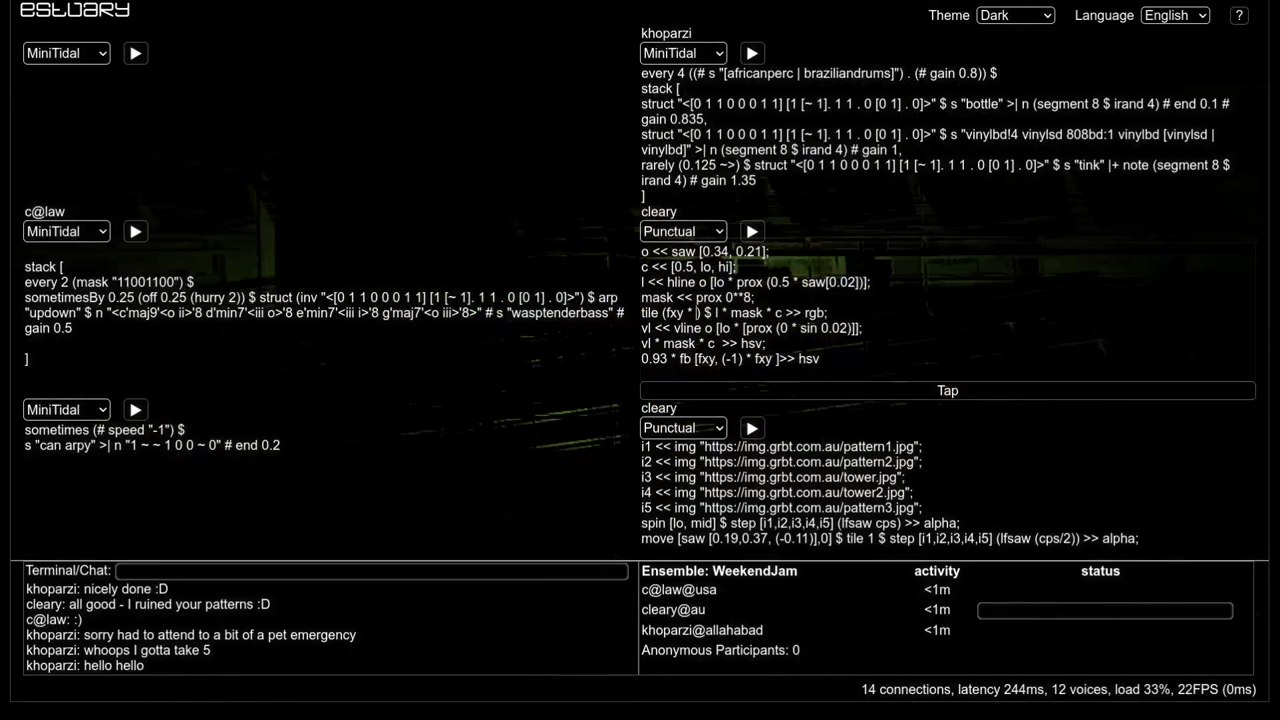 estuary
Theme Dark Language English ?
MiniTidal
c@law
MiniTidal
stack [
every 2 (mask "11001100") $
sometimesBy 0.25 (off 0.25 (hurry 2)) $ struct (inv "<[0 1 1 0 0 0 1 1] [1 [~ 1]. 1 1 . 0 [0 1] . 0]>") $ arp
"updown" $ n "<c'maj9'<o ii>'8 d'min7'<iii o>'8 e'min7'<iii i>'8 g'maj7'<o iii>'8>" # s "wasptenderbass" #
gain 0.5
]
MiniTidal
sometimes (# speed "-1") $
s "can arpy" >| n "1 ~ ~ 1 0 0 ~ 0" # end 0.2
khoparzi
MiniTidal
every 4 ((# s "[africanperc | braziliandrums]") . (# gain 0.8)) $
stack [
struct "<[0 1 1 0 0 0 1 1] [1 [~ 1]. 1 1 . 0 [0 1] . 0]>" $ s "bottle" >| n (segment 8 $ irand 4) # end 0.1 #
gain 0.835,
struct "<[0 1 1 0 0 0 1 1] [1 [~ 1]. 1 1 . 0 [0 1] . 0]>" $ s "vinylbd!4 vinylsd 808bd:1 vinylbd [vinylsd |
vinylbd]" >| n (segment 8 $ irand 4) # gain 1,
rarely (0.125 ~>) $ struct "<[0 1 1 0 0 0 1 1] [1 [~ 1]. 1 1 . 0 [0 1] . 0]>" $ s "tink" |+ note (segment 8 $
irand 4) # gain 1.35
]
cleary
Punctual
o << saw [0.34, 0.21];
c << [0.5, lo, hi];
l << hline o [lo * prox (0.5 * saw[0.02])];
mask << prox 0**8;
tile (fxy * ) $ l * mask * c >> rgb;
vl << vline o [lo * [prox (0 * sin 0.02)]];
vl * mask * c >> hsv;
0.93 * fb [fxy, (-1) * fxy ]>> hsv
Tap
cleary
Punctual
i1 << img "https://img.grbt.com.au/pattern1.jpg";
i2 << img "https://img.grbt.com.au/pattern2.jpg";
i3 << img "https://img.grbt.com.au/tower.jpg";
i4 << img "https://img.grbt.com.au/tower2.jpg";
i5 << img "https://img.grbt.com.au/pattern3.jpg";
spin [lo, mid] $ step [i1,i2,i3,i4,i5] (lfsaw cps) >> alpha;
move [saw [0.19,0.37, (-0.11)],0] $ tile 1 $ step [i1,i2,i3,i4,i5] (lfsaw (cps/2)) >> alpha;
Terminal/Chat:
khoparzi: nicely done :D
cleary: all good - I ruined your patterns :D
c@law: :)
khoparzi: sorry had to attend to a bit of a pet emergency
khoparzi: whoops I gotta take 5
khoparzi: hello hello
Ensemble: WeekendJam activity status
c@law@usa <1m
cleary@au <1m
khoparzi@allahabad <1m
Anonymous Participants: 0
14 connections, latency 244ms, 12 voices, load 33%, 22FPS (0ms)